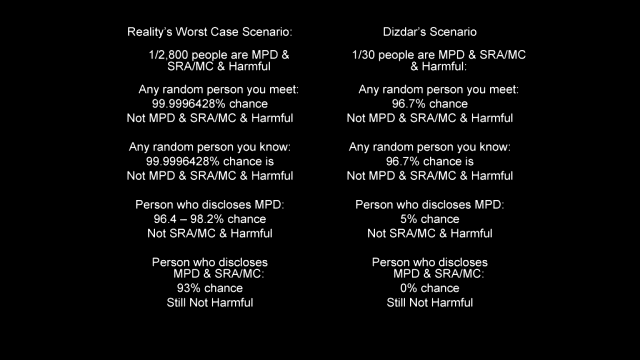 Reality's Worst Case Scenario:
1/2,800 people are MPD &
SRA/MC & Harmful
Any random person you meet:
99.9996428% chance
Not MPD & SRA/MC & Harmful
Any random person you know:
99.9996428% chance is
Not MPD & SRA/MC & Harmful
Person who discloses MPD:
96.4 – 98.2% chance
Not SRA/MC & Harmful
Person who discloses
MPD & SRA/MC:
93% chance
Still Not Harmful
Dizdar's Scenario
1/30 people are MPD & SRA/MC
& Harmful:
Any random person you meet:
96.7% chance
Not MPD & SRA/MC & Harmful
Any random person you know:
96.7% chance is
Not MPD & SRA/MC & Harmful
Person who discloses MPD:
5% chance
Not SRA/MC & Harmful
Person who discloses
MPD & SRA/MC:
0% chance
Still Not Harmful